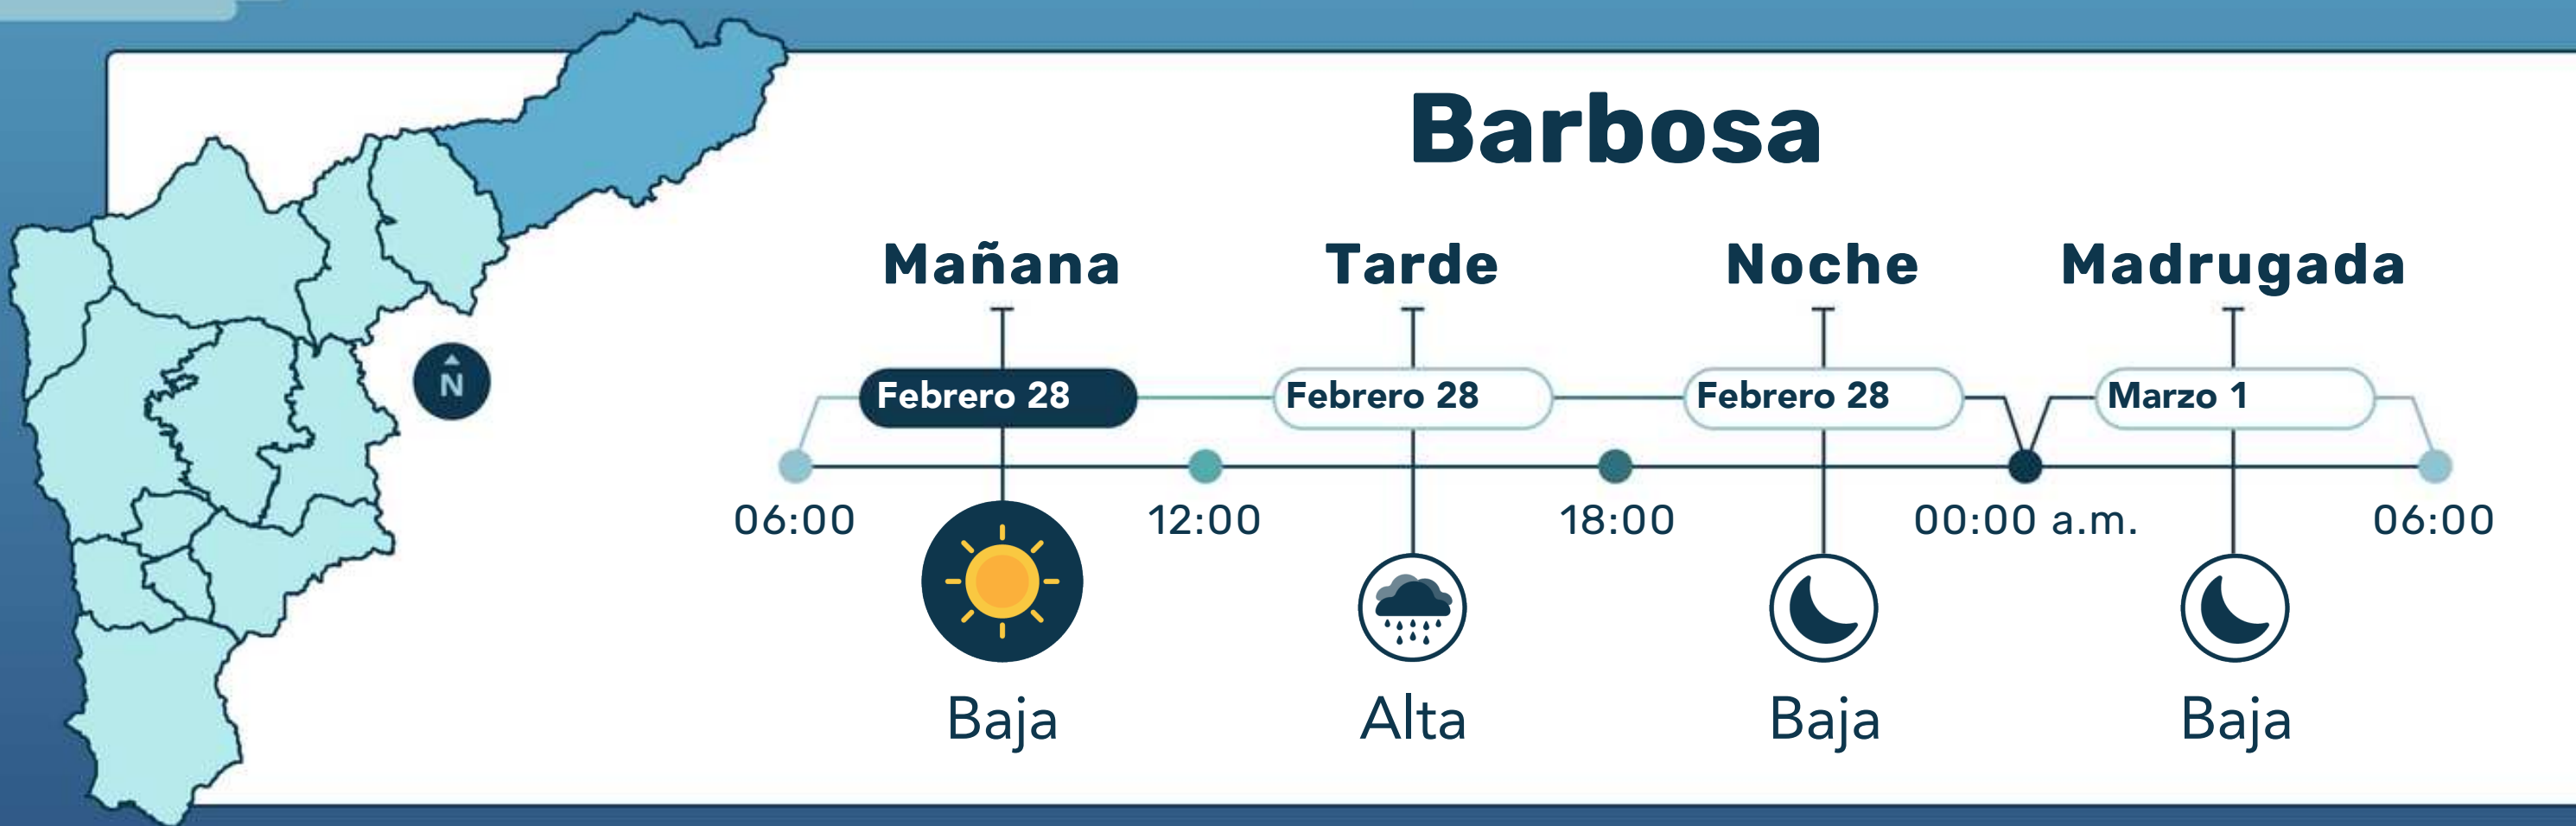 Barbosa
Mañana Tarde Noche Madrugada
Febrero 28 Febrero 28 Febrero 28 Marzo 1
N
06:00 12:00 18:00 00:00 a.m. 06:00
Baja Alta Baja Baja